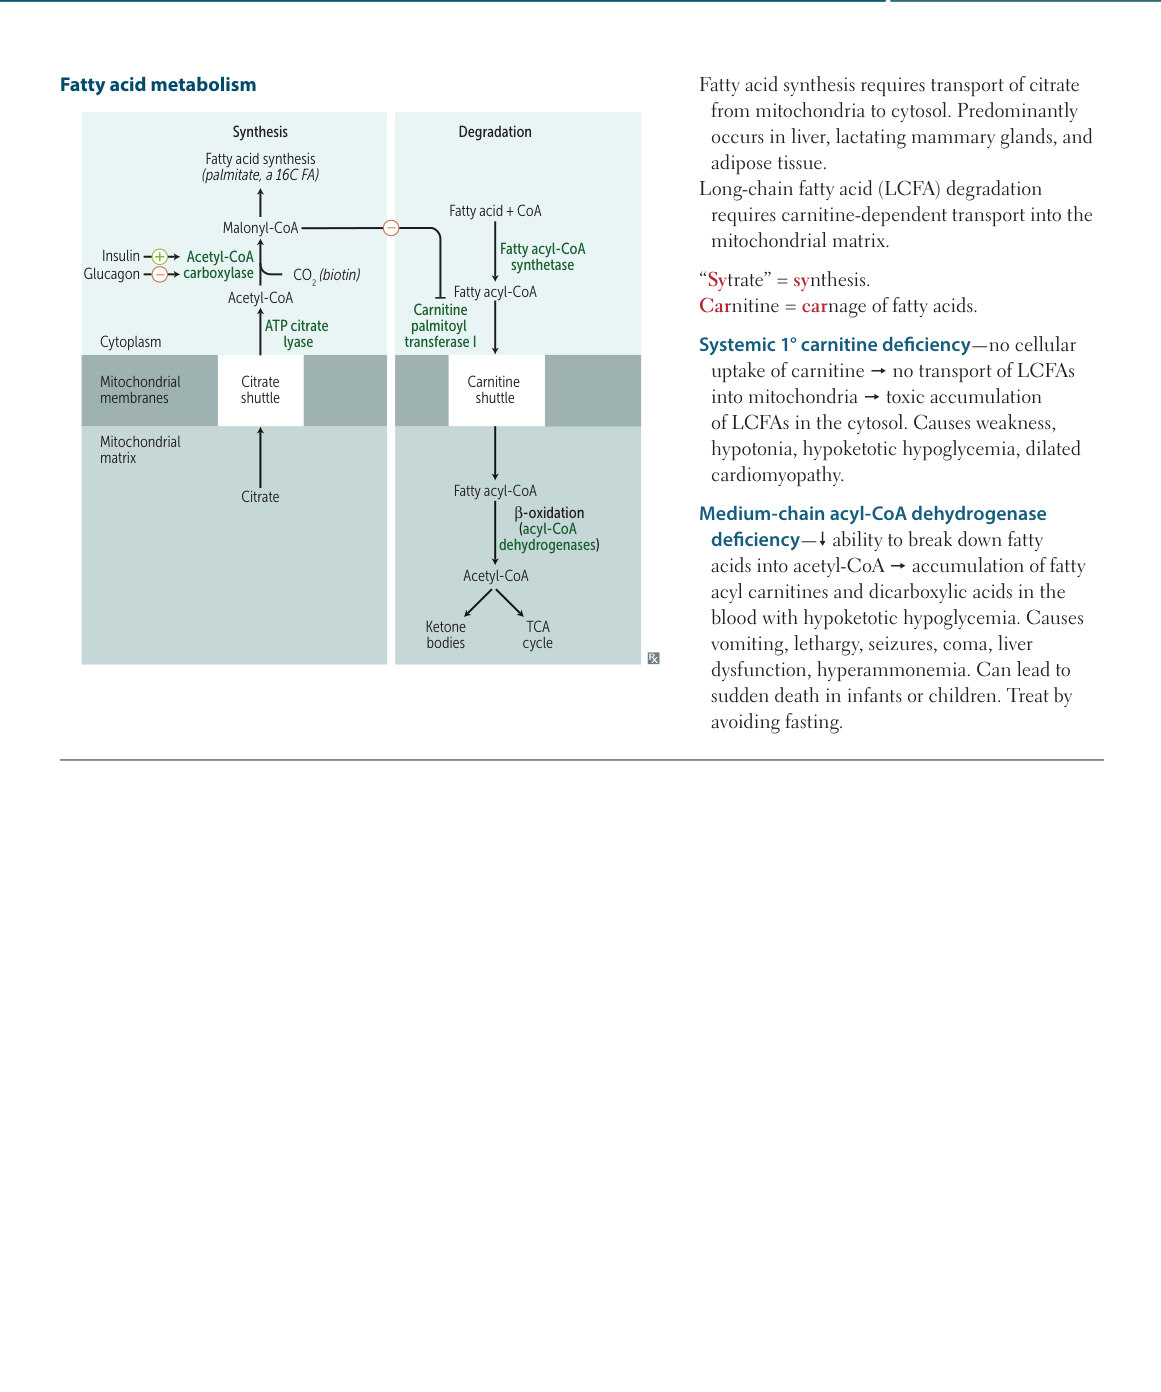 Fatty acid metabolism
Synthesis
Fatty acid synthesis
(palmitate, a 16C FA)
Malonyl-CoA
−
Insulin + Acetyl-CoA
Glucagon − carboxylase
CO2 (biotin)
Acetyl-CoA
ATP citrate
lyase
Cytoplasm
Mitochondrial
membranes
Citrate
shuttle
Mitochondrial
matrix
Citrate
Degradation
Fatty acid + CoA
Fatty acyl-CoA
synthetase
Fatty acyl-CoA
Carnitine
palmitoyl
transferase I
Carnitine
shuttle
Fatty acyl-CoA
β-oxidation
(acyl-CoA
dehydrogenases)
Acetyl-CoA
Ketone
bodies
TCA
cycle
Rx
Fatty acid synthesis requires transport of citrate
from mitochondria to cytosol. Predominantly
occurs in liver, lactating mammary glands, and
adipose tissue.
Long-chain fatty acid (LCFA) degradation
requires carnitine-dependent transport into the
mitochondrial matrix.
“Sytrate” = synthesis.
Carnitine = carnage of fatty acids.
Systemic 1° carnitine deficiency—no cellular
uptake of carnitine → no transport of LCFAs
into mitochondria → toxic accumulation
of LCFAs in the cytosol. Causes weakness,
hypotonia, hypoketotic hypoglycemia, dilated
cardiomyopathy.
Medium-chain acyl-CoA dehydrogenase
deficiency—↓ ability to break down fatty
acids into acetyl-CoA → accumulation of fatty
acyl carnitines and dicarboxylic acids in the
blood with hypoketotic hypoglycemia. Causes
vomiting, lethargy, seizures, coma, liver
dysfunction, hyperammonemia. Can lead to
sudden death in infants or children. Treat by
avoiding fasting.